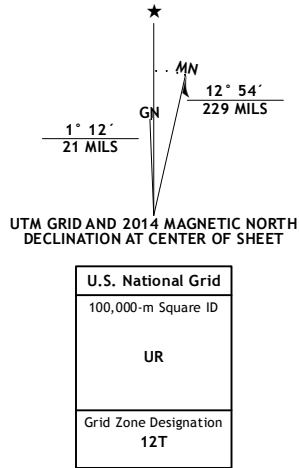 ★
MN
GN
12° 54´
229 MILS
1° 12´
21 MILS
UTM GRID AND 2014 MAGNETIC NORTH
DECLINATION AT CENTER OF SHEET
U.S. National Grid
100,000-m Square ID
UR
Grid Zone Designation
12T